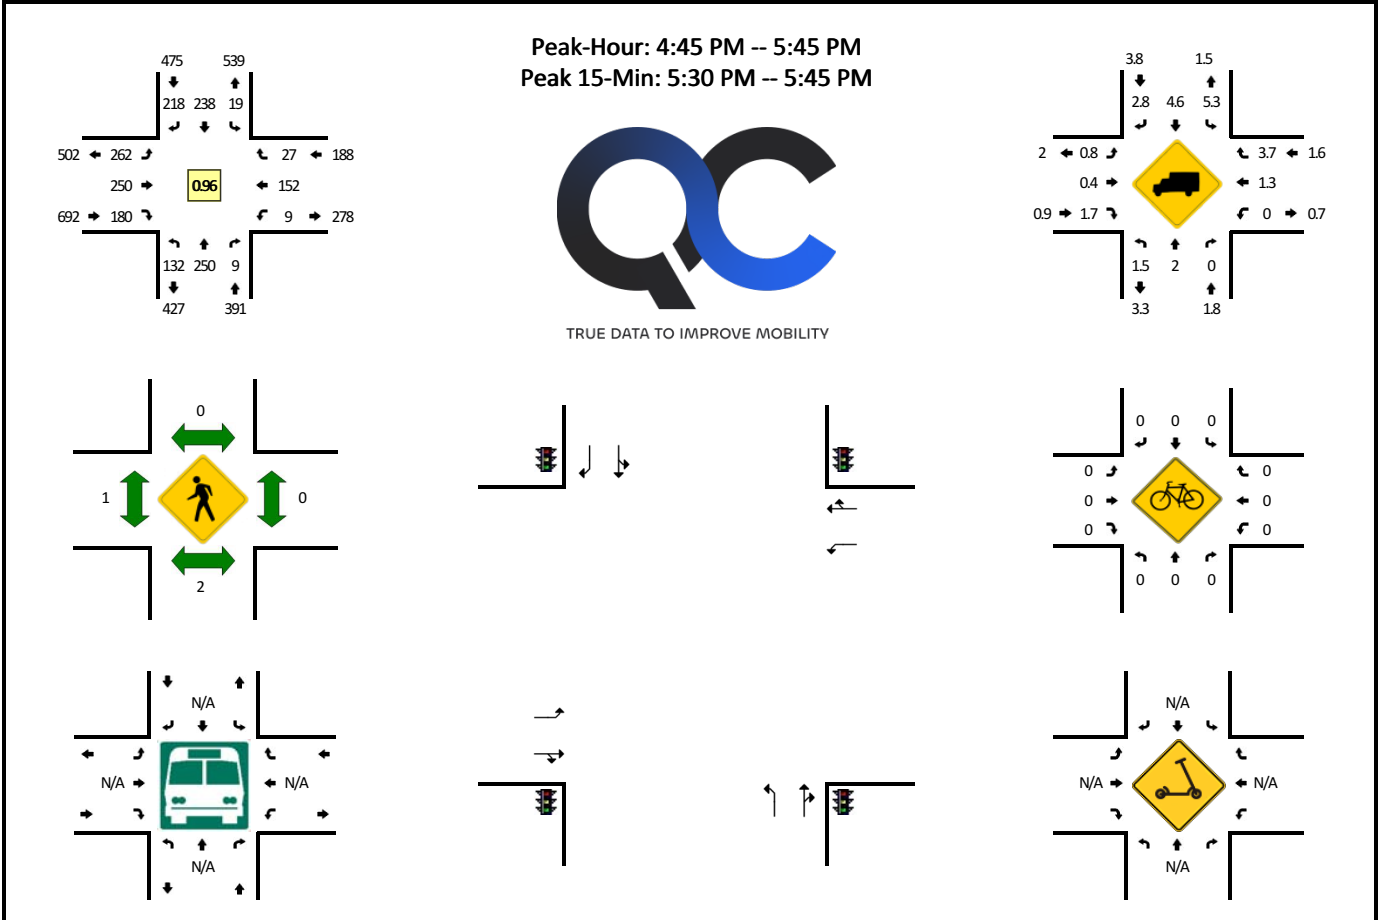 Peak-Hour: 4:45 PM -- 5:45 PM
Peak 15-Min: 5:30 PM -- 5:45 PM
475 539
218 238 19
502 262 27 188
250 0.96 152
692 180 9 278
132 250 9
427 391
QC
TRUE DATA TO IMPROVE MOBILITY
3.8 1.5
2.8 4.6 5.3
2 0.8 3.7 1.6
0.4 1.3
0.9 1.7 0 0.7
1.5 2 0
3.3 1.8
0
1 0
2
0 0 0
0 0
0 0
0 0
0 0 0
N/A
N/A N/A
N/A
N/A
N/A N/A
N/A